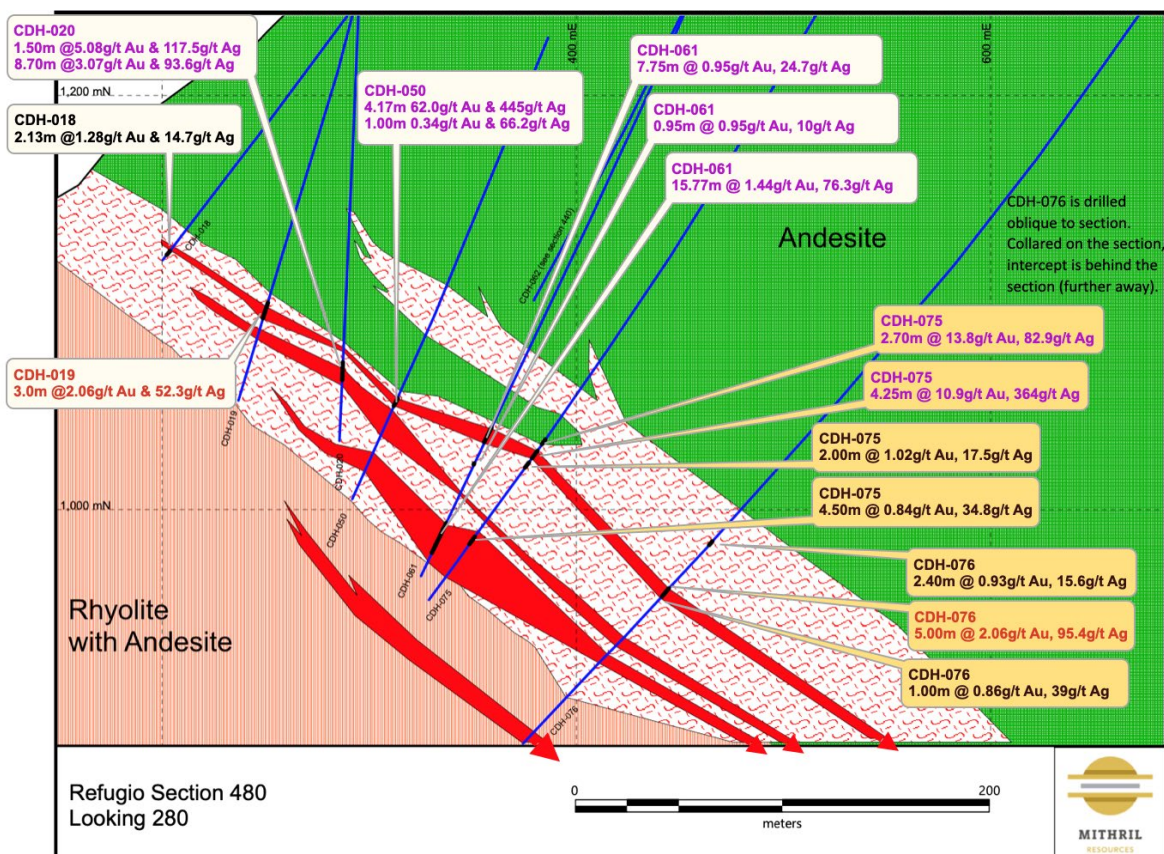 CDH-020
1.50m @5.08g/t Au & 117.5g/t Ag
8.70m @3.07g/t Au & 93.6g/t Ag
1,200 mN
CDH-018
2.13m @1.28g/t Au & 14.7g/t Ag
CDH-050
4.17m 62.0g/t Au & 445g/t Ag
1.00m 0.34g/t Au & 66.2g/t Ag
400 mE
CDH-061
7.75m @ 0.95g/t Au, 24.7g/t Ag
CDH-061
0.95m @ 0.95g/t Au, 10g/t Ag
CDH-061
15.77m @ 1.44g/t Au, 76.3g/t Ag
600 mE
CDH-076 is drilled
oblique to section.
Collared on the section,
intercept is behind the
section (further away).
Andesite
CDH-018
CDH-062 (see section 440)
CDH-075
2.70m @ 13.8g/t Au, 82.9g/t Ag
CDH-075
4.25m @ 10.9g/t Au, 364g/t Ag
CDH-075
2.00m @ 1.02g/t Au, 17.5g/t Ag
CDH-075
4.50m @ 0.84g/t Au, 34.8g/t Ag
CDH-019
3.0m @2.06g/t Au & 52.3g/t Ag
CDH-019
CDH-020
1,000 mN
CDH-050
CDH-061
CDH-075
CDH-076
2.40m @ 0.93g/t Au, 15.6g/t Ag
CDH-076
5.00m @ 2.06g/t Au, 95.4g/t Ag
CDH-076
1.00m @ 0.86g/t Au, 39g/t Ag
Rhyolite
with Andesite
CDH-076
Refugio Section 480
Looking 280
0
200
meters
MITHRIL
RESOURCES